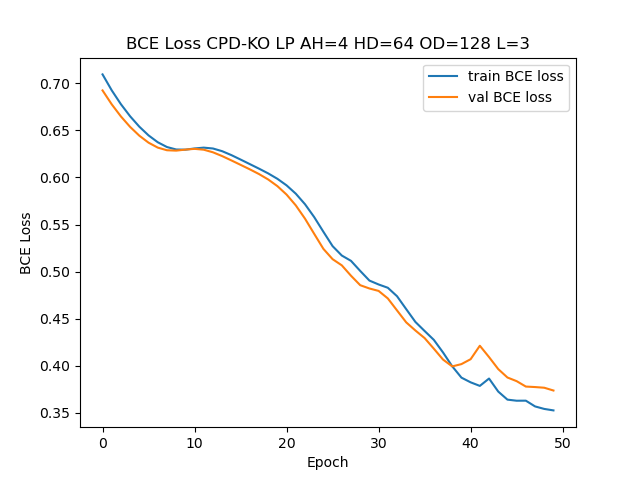 BCE Loss CPD-KO LP AH=4 HD=64 OD=128 L=3
train BCE loss
val BCE loss
BCE Loss
0.70
0.65
0.60
0.55
0.50
0.45
0.40
0.35
0 10 20 30 40 50
Epoch